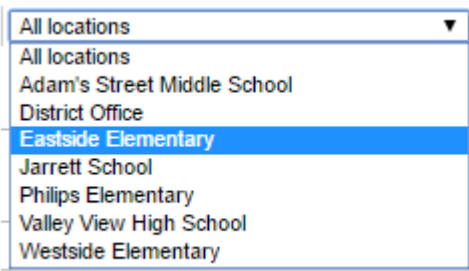 All locations
All locations
Adam's Street Middle School
District Office
Eastside Elementary
Jarrett School
Philips Elementary
Valley View High School
Westside Elementary